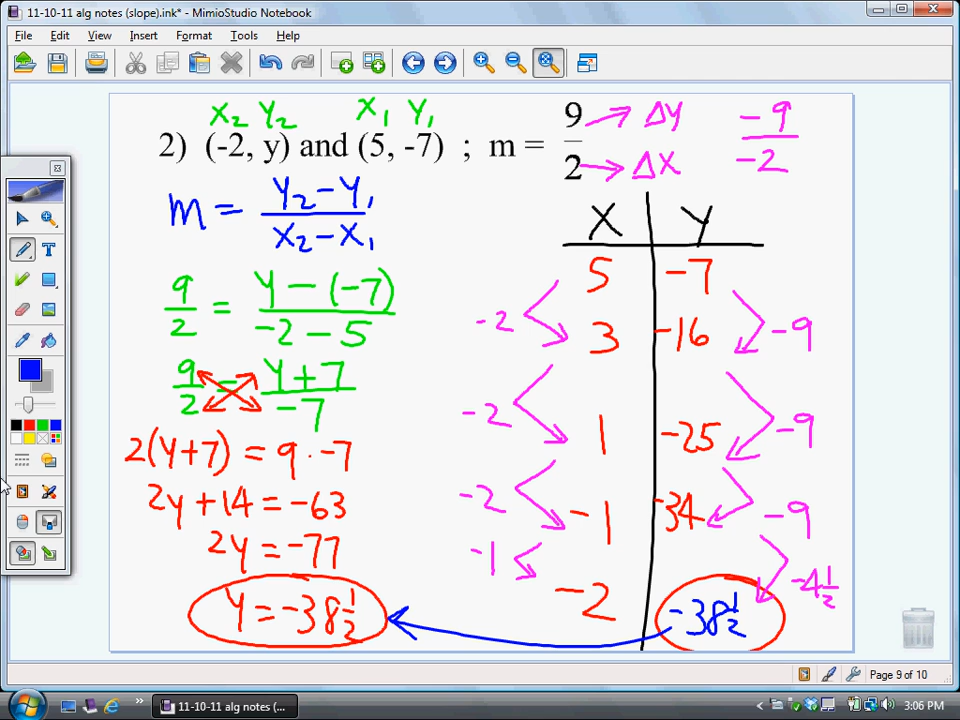 11-10-11 alg notes (slope).ink* - MimioStudio Notebook
File Edit View Insert Format Tools Help
X₂ Y₂ X₁ Y₁
2) (-2, y) and (5, -7) ; m = 9/2
9 → ΔY
2 → ΔX
-9/-2
m = (Y₂ - Y₁)/(X₂ - X₁)
9/2 = (Y - (-7))/(-2 - 5)
9/2 = (Y + 7)/-7
2(Y+7) = 9 · -7
2Y + 14 = -63
2Y = -77
Y = -38 1/2
X Y
5 -7
-2 -9
3 -16
-2 -9
1 -25
-2 -9
-1 -34
-1 -4 1/2
-2 -38 1/2
Page 9 of 10
11-10-11 alg notes (...
3:06 PM